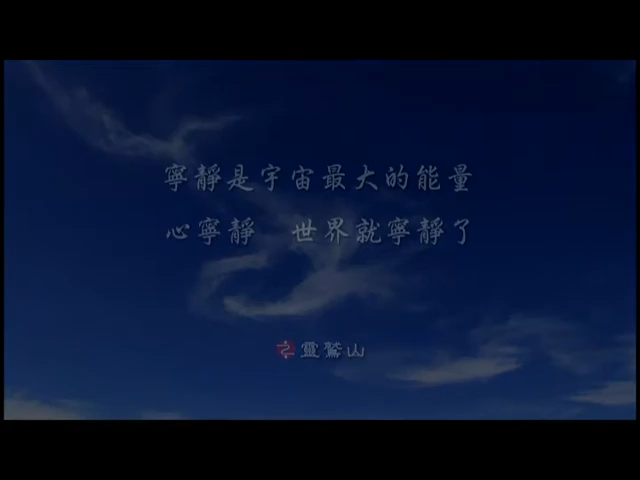 寧靜是宇宙最大的能量
心寧靜　世界就寧靜了
靈鷲山